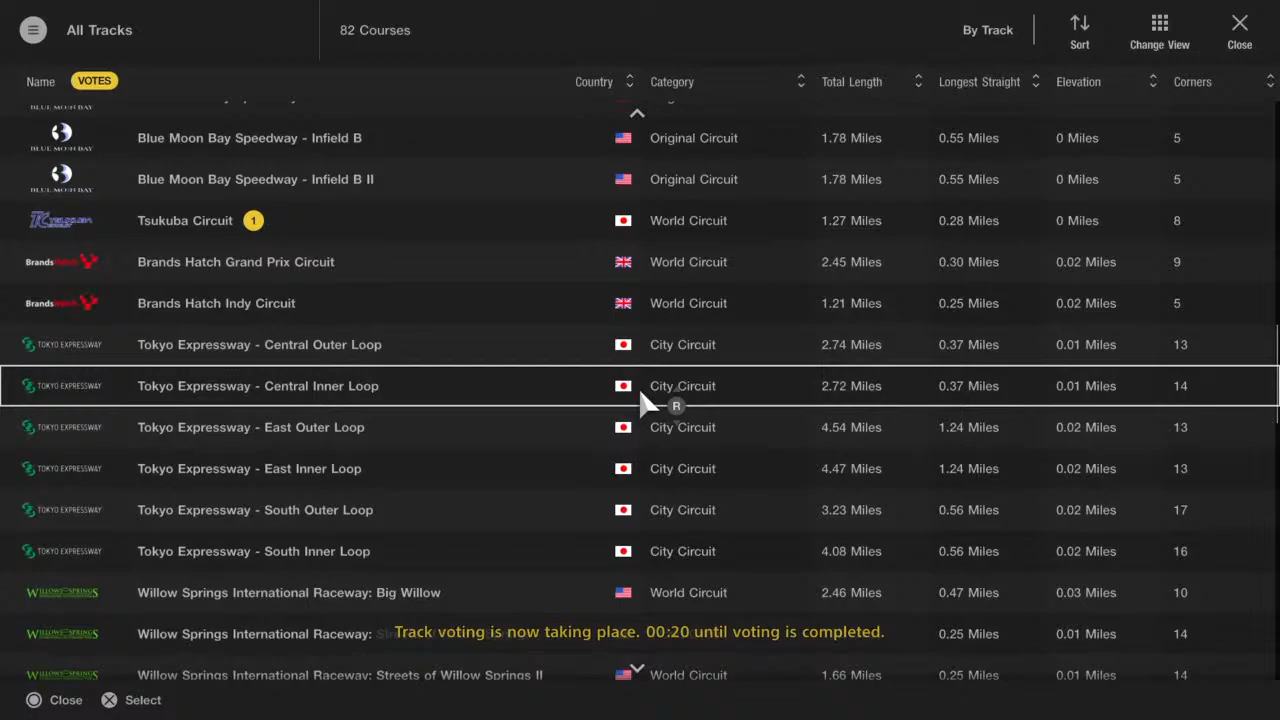 All Tracks 82 Courses By Track Sort Change View Close
Name VOTES Country Category Total Length Longest Straight Elevation Corners
BLUE MOON BAY
BLUE MOON BAY Blue Moon Bay Speedway - Infield B Original Circuit 1.78 Miles 0.55 Miles 0 Miles 5
BLUE MOON BAY Blue Moon Bay Speedway - Infield B II Original Circuit 1.78 Miles 0.55 Miles 0 Miles 5
Tsukuba Circuit 1 World Circuit 1.27 Miles 0.28 Miles 0 Miles 8
Brands Hatch Brands Hatch Grand Prix Circuit World Circuit 2.45 Miles 0.30 Miles 0.02 Miles 9
Brands Hatch Brands Hatch Indy Circuit World Circuit 1.21 Miles 0.25 Miles 0.02 Miles 5
TOKYO EXPRESSWAY Tokyo Expressway - Central Outer Loop City Circuit 2.74 Miles 0.37 Miles 0.01 Miles 13
TOKYO EXPRESSWAY Tokyo Expressway - Central Inner Loop City Circuit 2.72 Miles 0.37 Miles 0.01 Miles 14
R
TOKYO EXPRESSWAY Tokyo Expressway - East Outer Loop City Circuit 4.54 Miles 1.24 Miles 0.02 Miles 13
TOKYO EXPRESSWAY Tokyo Expressway - East Inner Loop City Circuit 4.47 Miles 1.24 Miles 0.02 Miles 13
TOKYO EXPRESSWAY Tokyo Expressway - South Outer Loop City Circuit 3.23 Miles 0.56 Miles 0.02 Miles 17
TOKYO EXPRESSWAY Tokyo Expressway - South Inner Loop City Circuit 4.08 Miles 0.56 Miles 0.02 Miles 16
WILLOW SPRINGS Willow Springs International Raceway: Big Willow World Circuit 2.46 Miles 0.47 Miles 0.03 Miles 10
WILLOW SPRINGS Willow Springs International Raceway: 0.25 Miles 0.01 Miles 14
Track voting is now taking place. 00:20 until voting is completed.
WILLOW SPRINGS Willow Springs International Raceway: Streets of Willow Springs II World Circuit 1.66 Miles 0.25 Miles 0.01 Miles 14
Close Select